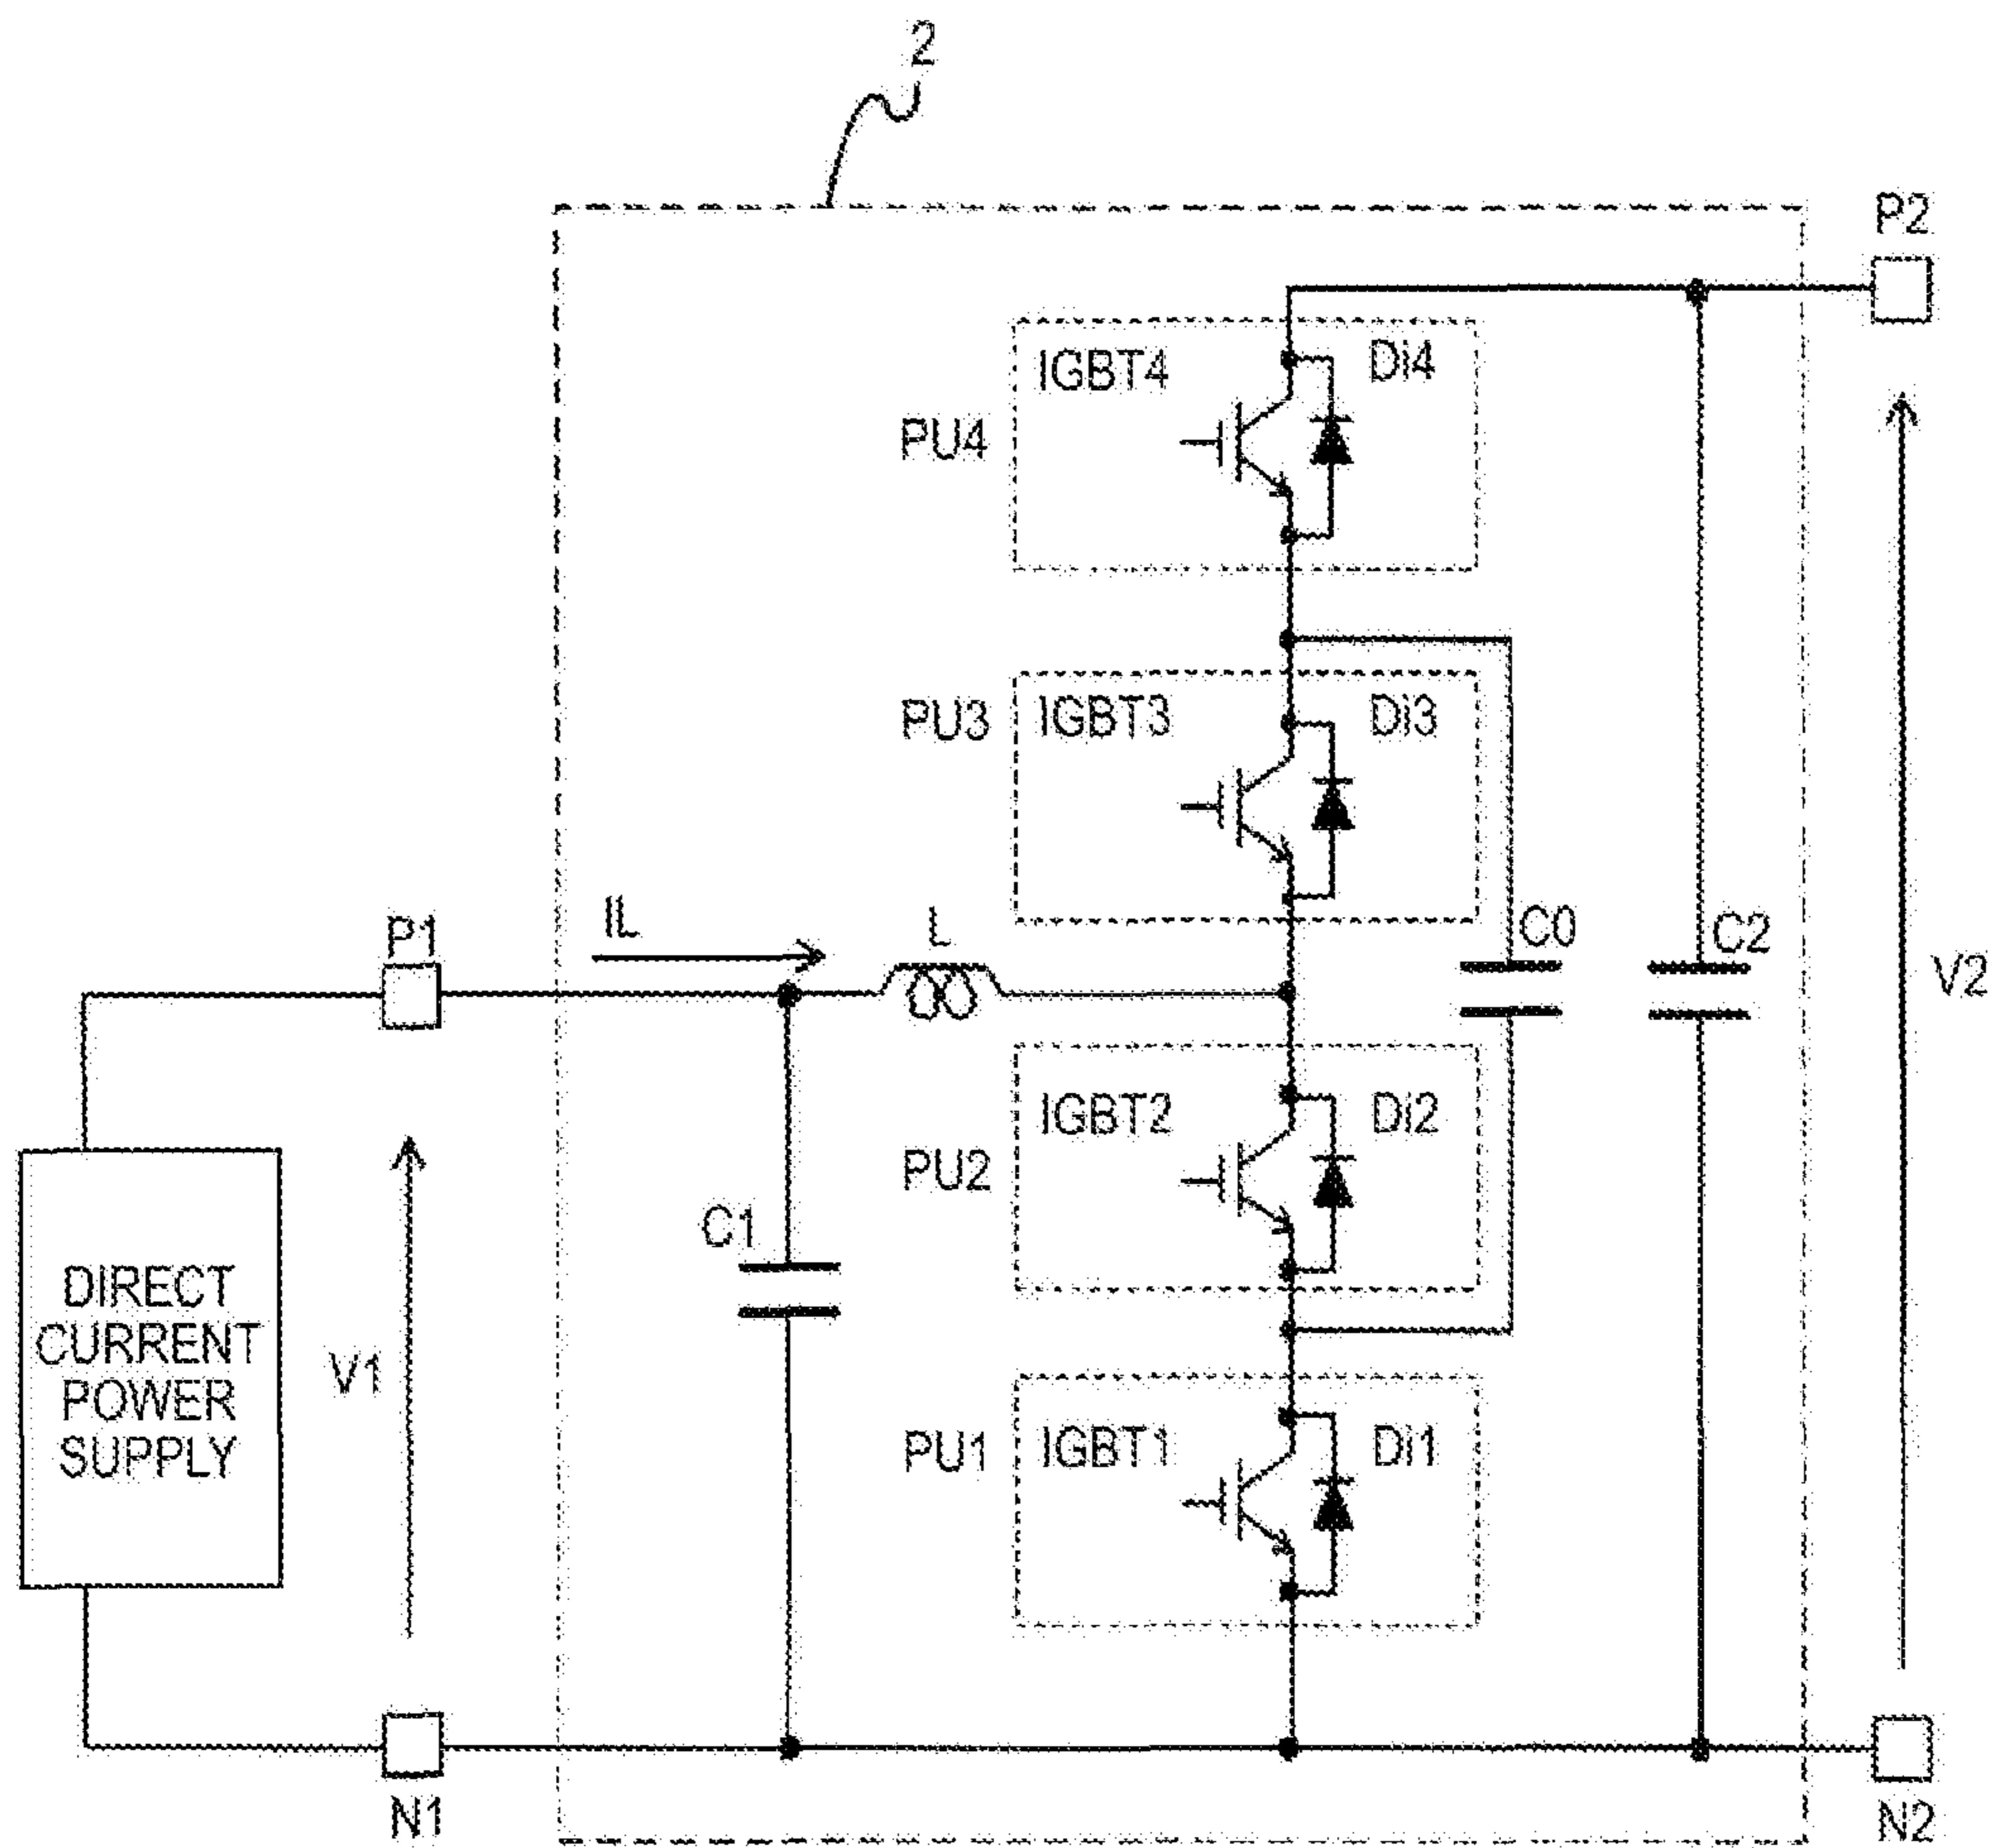 2
P2
IGBT4
Di4
PU4
PU3
IGBT3
Di3
P1
IL
L
C0
C2
V2
IGBT2
Di2
PU2
C1
DIRECT
CURRENT
POWER
SUPPLY
V1
PU1
IGBT1
Di1
N1
N2